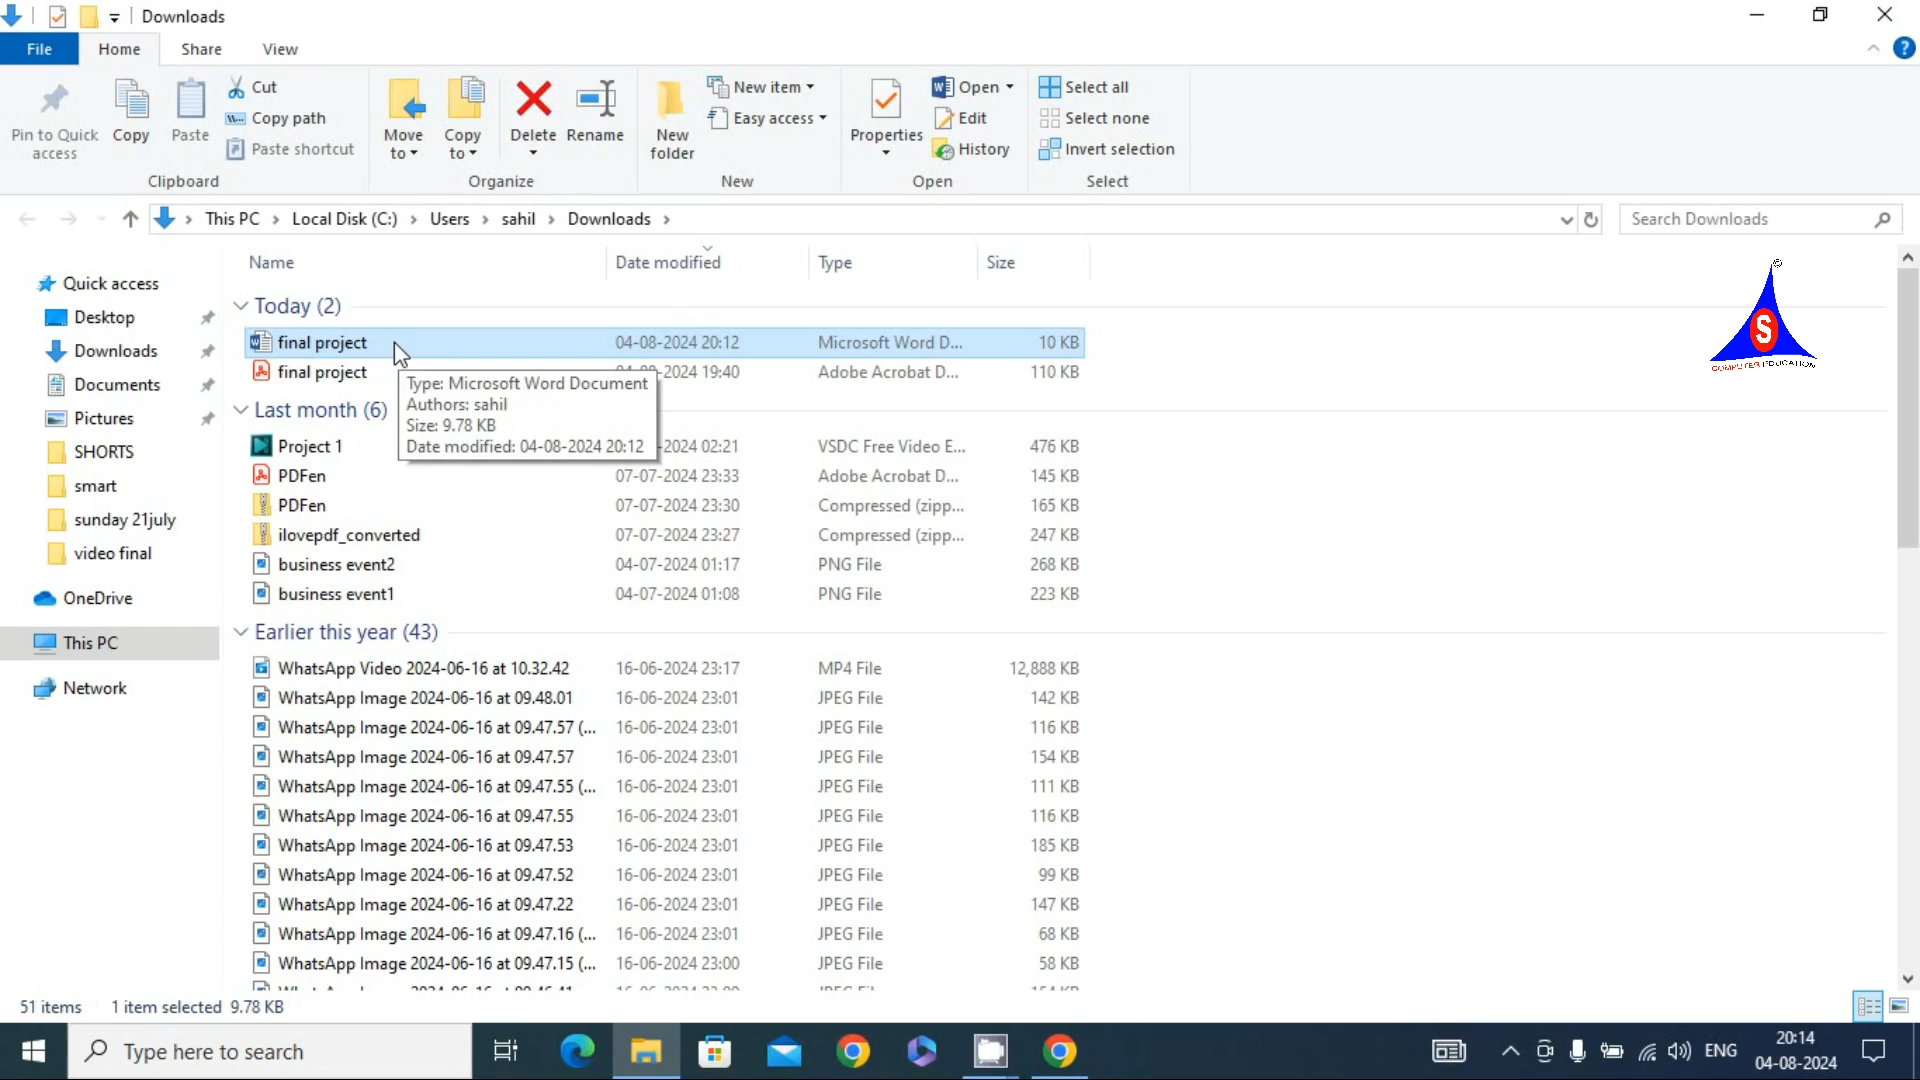 Downloads
File Home Share View
Pin to Quick access
Copy
Paste
Cut
Copy path
Paste shortcut
Clipboard
Move to
Copy to
Delete
Rename
Organize
New folder
New item
Easy access
New
Properties
Open
Edit
History
Open
Select all
Select none
Invert selection
Select
This PC › Local Disk (C:) › Users › sahil › Downloads ›
Search Downloads
Quick access
Desktop
Downloads
Documents
Pictures
SHORTS
smart
sunday 21july
video final
OneDrive
This PC
Network
Name Date modified Type Size
Today (2)
final project 04-08-2024 20:12 Microsoft Word D... 10 KB
final project 19:40 Adobe Acrobat D... 110 KB
Type: Microsoft Word Document
Authors: sahil
Size: 9.78 KB
Date modified: 04-08-2024 20:12
Last month (6)
Project 1 02:21 VSDC Free Video E... 476 KB
PDFen 07-07-2024 23:33 Adobe Acrobat D... 145 KB
PDFen 07-07-2024 23:30 Compressed (zipp... 165 KB
ilovepdf_converted 07-07-2024 23:27 Compressed (zipp... 247 KB
business event2 04-07-2024 01:17 PNG File 268 KB
business event1 04-07-2024 01:08 PNG File 223 KB
Earlier this year (43)
WhatsApp Video 2024-06-16 at 10.32.42 16-06-2024 23:17 MP4 File 12,888 KB
WhatsApp Image 2024-06-16 at 09.48.01 16-06-2024 23:01 JPEG File 142 KB
WhatsApp Image 2024-06-16 at 09.47.57 (... 16-06-2024 23:01 JPEG File 116 KB
WhatsApp Image 2024-06-16 at 09.47.57 16-06-2024 23:01 JPEG File 154 KB
WhatsApp Image 2024-06-16 at 09.47.55 (... 16-06-2024 23:01 JPEG File 111 KB
WhatsApp Image 2024-06-16 at 09.47.55 16-06-2024 23:01 JPEG File 116 KB
WhatsApp Image 2024-06-16 at 09.47.53 16-06-2024 23:01 JPEG File 185 KB
WhatsApp Image 2024-06-16 at 09.47.52 16-06-2024 23:01 JPEG File 99 KB
WhatsApp Image 2024-06-16 at 09.47.22 16-06-2024 23:01 JPEG File 147 KB
WhatsApp Image 2024-06-16 at 09.47.16 (... 16-06-2024 23:01 JPEG File 68 KB
WhatsApp Image 2024-06-16 at 09.47.15 (... 16-06-2024 23:00 JPEG File 58 KB
©
S
COMPUTER EDUCATION
51 items 1 item selected 9.78 KB
Type here to search
ENG
20:14
04-08-2024